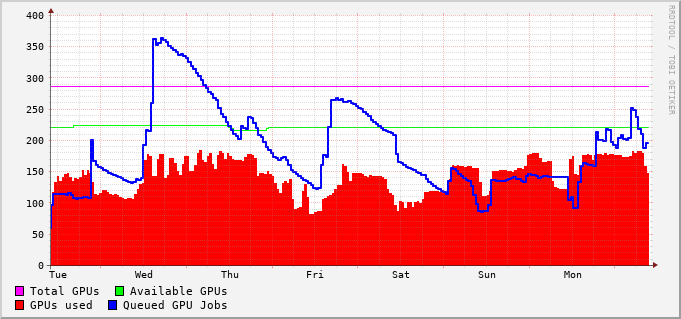 400
350
300
250
200
150
100
50
0
Tue Wed Thu Fri Sat Sun Mon
Total GPUs Available GPUs
GPUs used Queued GPU Jobs
RRDTOOL / TOBI OETIKER